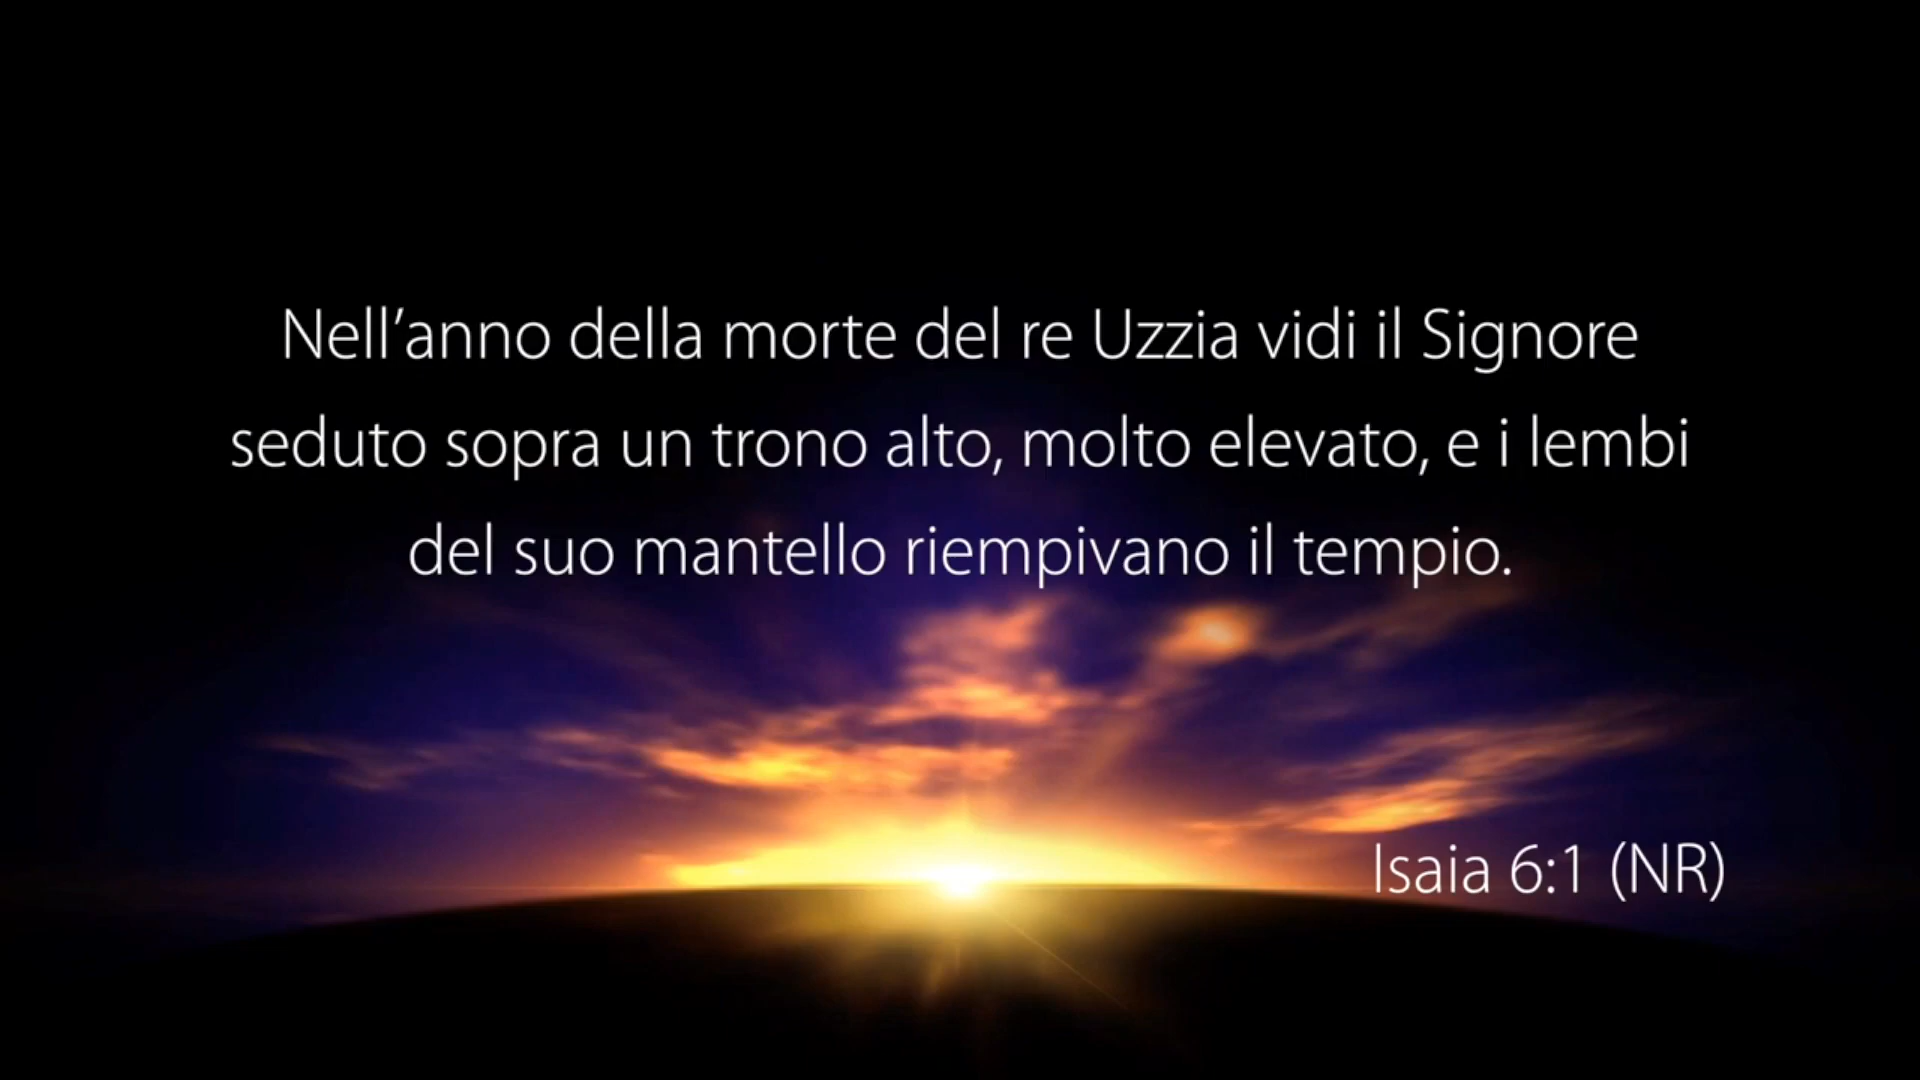 Nell’anno della morte del re Uzzia vidi il Signore
seduto sopra un trono alto, molto elevato, e i lembi
del suo mantello riempivano il tempio.
Isaia 6:1 (NR)